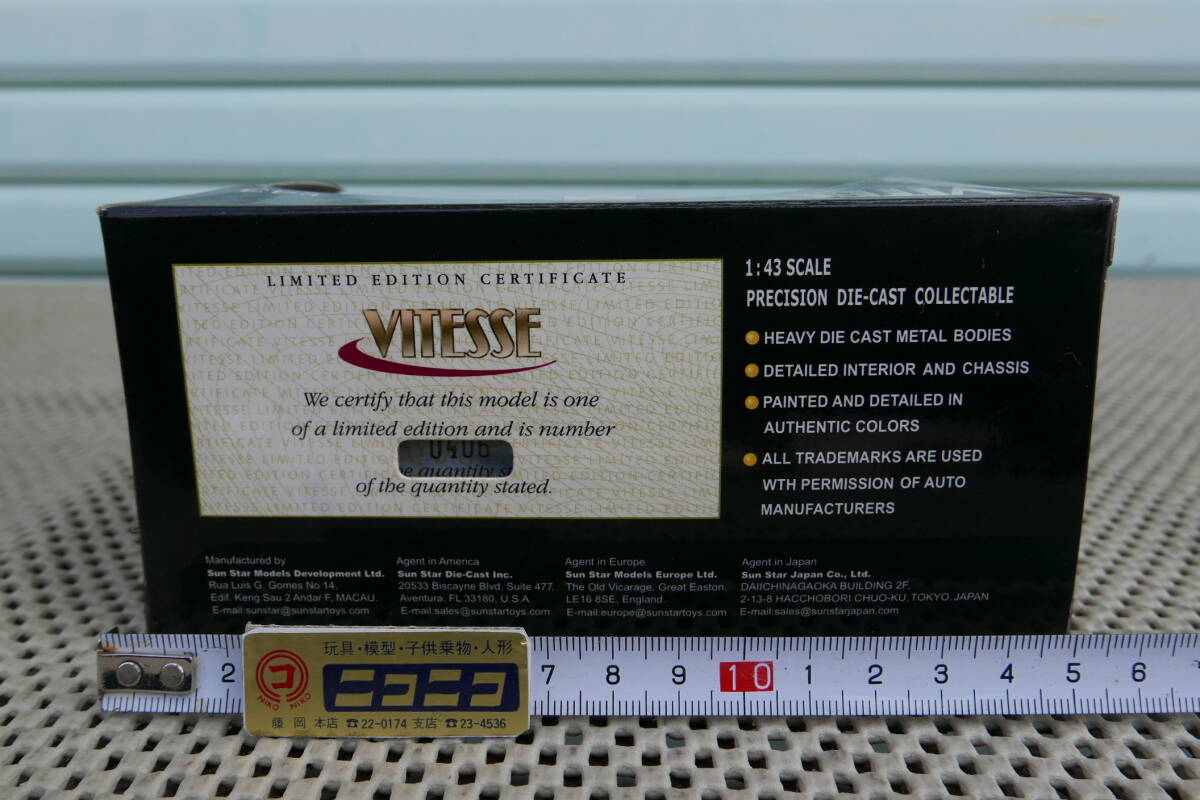 LIMITED EDITION CERTIFICATE
VITESSE
We certify that this model is one
of a limited edition and is number
0406
of the quantity stated.
1:43 SCALE
PRECISION DIE-CAST COLLECTABLE
HEAVY DIE CAST METAL BODIES
DETAILED INTERIOR AND CHASSIS
PAINTED AND DETAILED IN
AUTHENTIC COLORS
ALL TRADEMARKS ARE USED
WTH PERMISSION OF AUTO
MANUFACTURERS
Manufactured by
Sun Star Models Development Ltd.
Rua Luis G. Gomes No 14,
Edif. Keng Sau 2 Andar F, MACAU.
E-mail:sunstar@sunstartoys.com
Agent in America
Sun Star Die-Cast Inc.
20533 Biscayne Blvd, Suite 477,
Aventura, FL 33180, U.S.A.
E-mail:sales@sunstartoys.com
Agent in Europe
Sun Star Models Europe Ltd.
The Old Vicarage, Great Easton,
LE16 8SE, England.
E-mail:europe@sunstartoys.com
Agent in Japan
Sun Star Japan Co., Ltd.
DAIICHINAGAOKA BUILDING 2F,
2-13-8 HACCHOBORI CHUO-KU, TOKYO, JAPAN
E-mail:sales@sunstarjapan.com
2 7 8 9 10 1 2 3 4 5 6
玩具・模型・子供乗物・人形
コ
NIKO NIKO
ニコニコ
藤岡 本店 ☎22-0174 支店 ☎23-4536